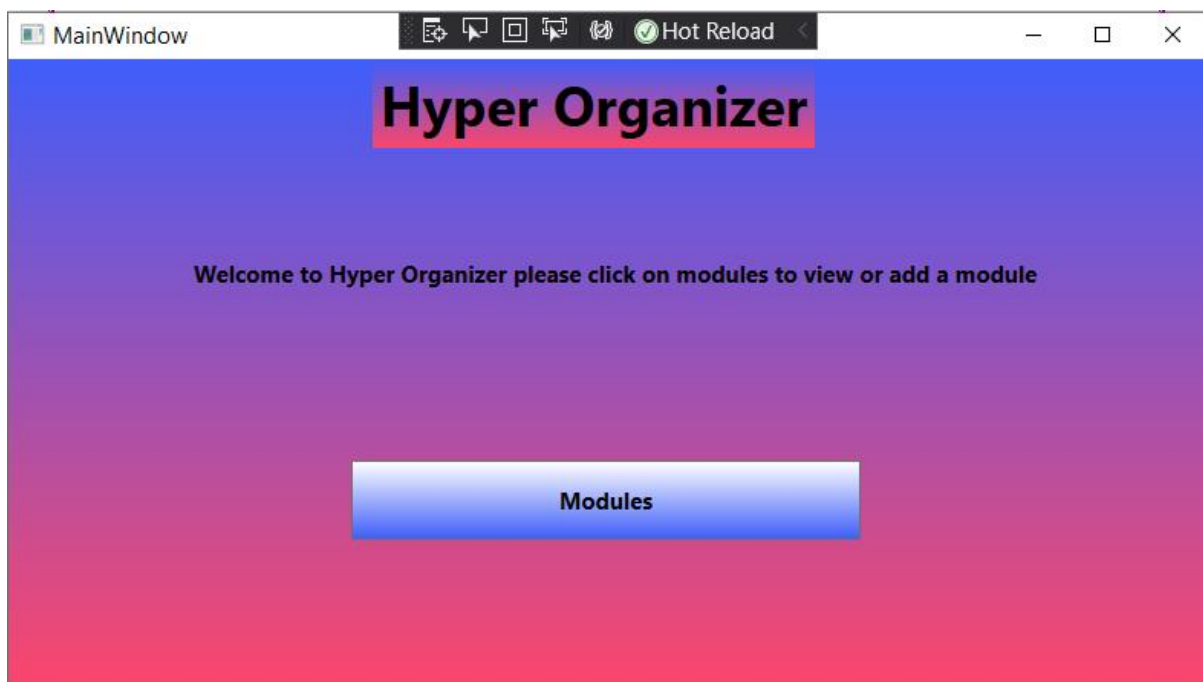 MainWindow
Hot Reload
Hyper Organizer
Welcome to Hyper Organizer please click on modules to view or add a module
Modules